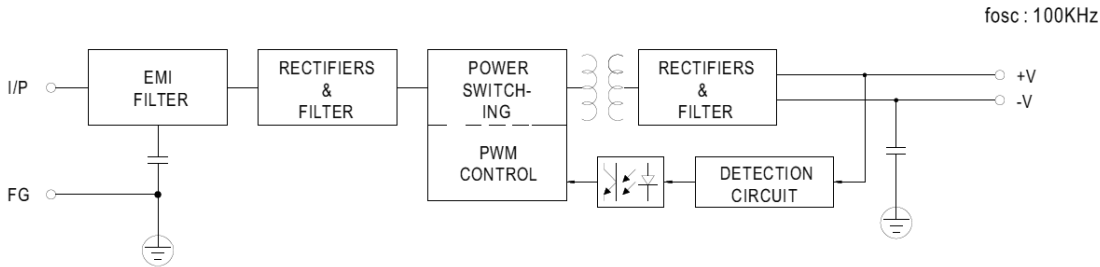 fosc : 100KHz
I/P
EMI
FILTER
RECTIFIERS
&
FILTER
POWER
SWITCH-
ING
PWM
CONTROL
RECTIFIERS
&
FILTER
+V
-V
DETECTION
CIRCUIT
FG